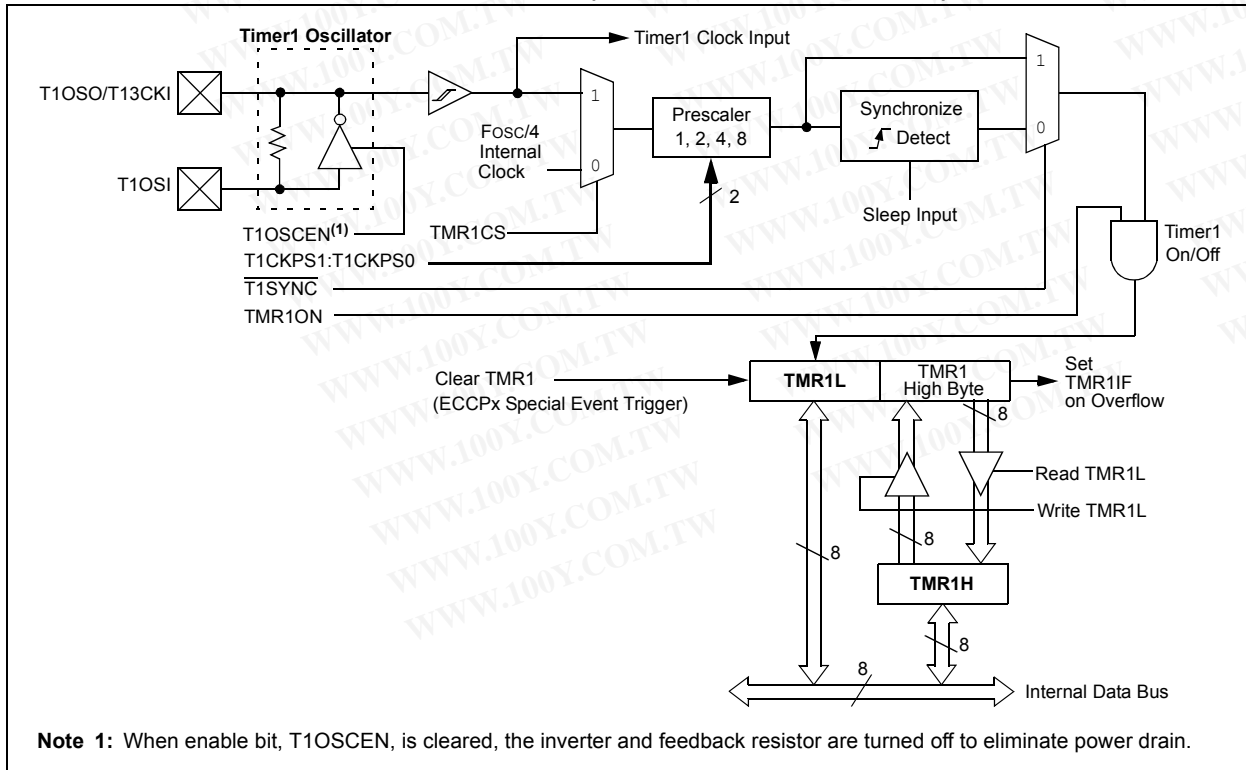 Timer1 Oscillator
Timer1 Clock Input
T1OSO/T13CKI
T1OSI
FOSC/4
Internal
Clock
1
0
Prescaler
1, 2, 4, 8
2
Synchronize
Detect
Sleep Input
1
0
T1OSCEN(1)
TMR1CS
T1CKPS1:T1CKPS0
T1SYNC
TMR1ON
Timer1
On/Off
Clear TMR1
(ECCPx Special Event Trigger)
TMR1L
TMR1
High Byte
Set
TMR1IF
on Overflow
8
Read TMR1L
Write TMR1L
8
8
TMR1H
8
8
Internal Data Bus
Note 1: When enable bit, T1OSCEN, is cleared, the inverter and feedback resistor are turned off to eliminate power drain.
WWW.100Y.COM.TW